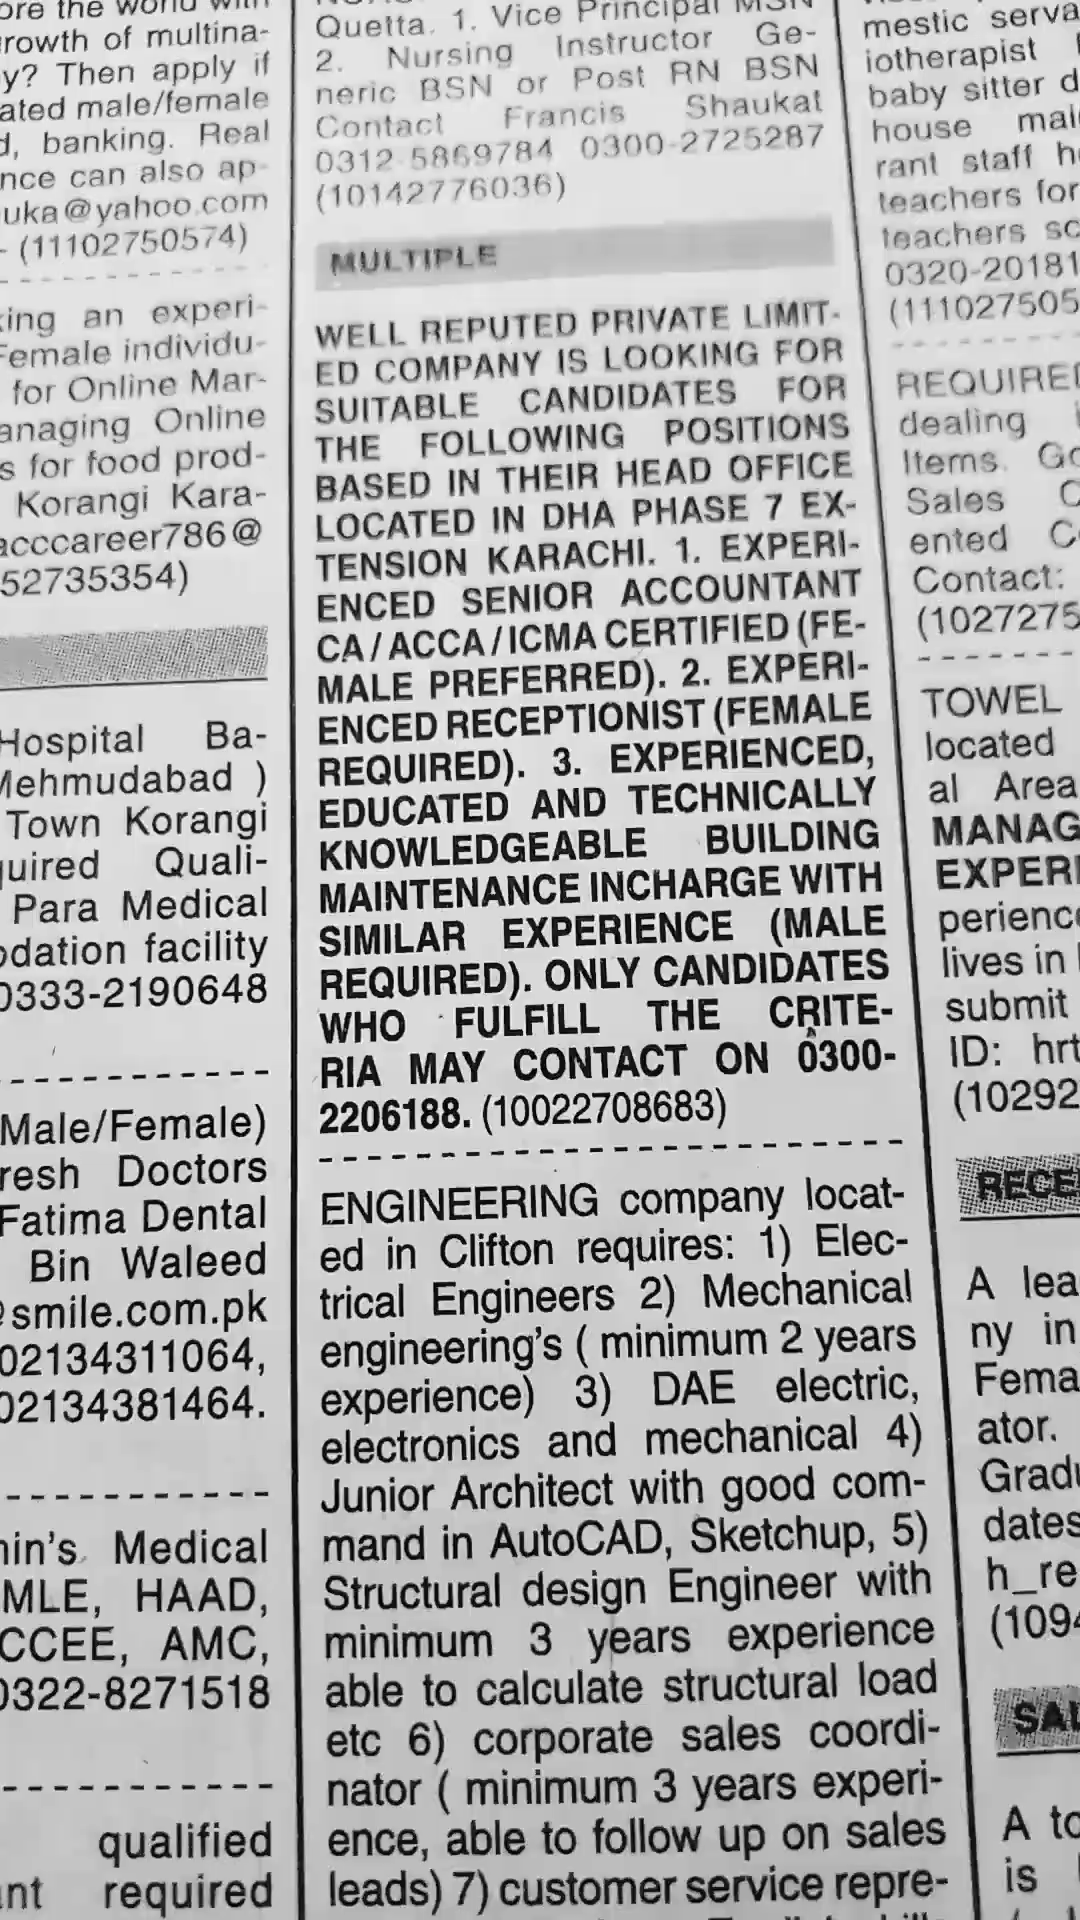 ore the world with
rowth of multina-
y? Then apply if
ated male/female
d, banking. Real
nce can also ap-
uka@yahoo.com
- (11102750574)
king an experi-
Female individu-
for Online Mar-
anaging Online
s for food prod-
Korangi Kara-
acccareer786@
52735354)
Hospital Ba-
Mehmudabad )
Town Korangi
quired Quali-
Para Medical
odation facility
0333-2190648
Male/Female)
resh Doctors
Fatima Dental
Bin Waleed
@smile.com.pk
02134311064,
02134381464.
nin's Medical
MLE, HAAD,
CCEE, AMC,
0322-8271518
qualified
nt required
Quetta. 1. Vice Principal MSN
2. Nursing Instructor Ge-
neric BSN or Post RN BSN
Contact Francis Shaukat
0312-5869784 0300-2725287
(10142776036)
MULTIPLE
WELL REPUTED PRIVATE LIMIT-
ED COMPANY IS LOOKING FOR
SUITABLE CANDIDATES FOR
THE FOLLOWING POSITIONS
BASED IN THEIR HEAD OFFICE
LOCATED IN DHA PHASE 7 EX-
TENSION KARACHI. 1. EXPERI-
ENCED SENIOR ACCOUNTANT
CA/ACCA/ICMA CERTIFIED (FE-
MALE PREFERRED). 2. EXPERI-
ENCED RECEPTIONIST (FEMALE
REQUIRED). 3. EXPERIENCED,
EDUCATED AND TECHNICALLY
KNOWLEDGEABLE BUILDING
MAINTENANCE INCHARGE WITH
SIMILAR EXPERIENCE (MALE
REQUIRED). ONLY CANDIDATES
WHO FULFILL THE CRITE-
RIA MAY CONTACT ON 0300-
2206188. (10022708683)
ENGINEERING company locat-
ed in Clifton requires: 1) Elec-
trical Engineers 2) Mechanical
engineering's ( minimum 2 years
experience) 3) DAE electric,
electronics and mechanical 4)
Junior Architect with good com-
mand in AutoCAD, Sketchup, 5)
Structural design Engineer with
minimum 3 years experience
able to calculate structural load
etc 6) corporate sales coordi-
nator ( minimum 3 years experi-
ence, able to follow up on sales
leads) 7) customer service repre-
mestic serva
iotherapist
baby sitter d
house mai
rant staff h
teachers for
teachers sc
0320-20181
(111027505
REQUIRED
dealing i
Items. Go
Sales C
ented Co
Contact:
(1027275
TOWEL
located
al Area
MANAG
EXPERI
perience
lives in
submit
ID: hrt
(10292
RECE
A lea
ny in
Fema
ator.
Gradu
dates
h_re
(1094
SAL
A to
is